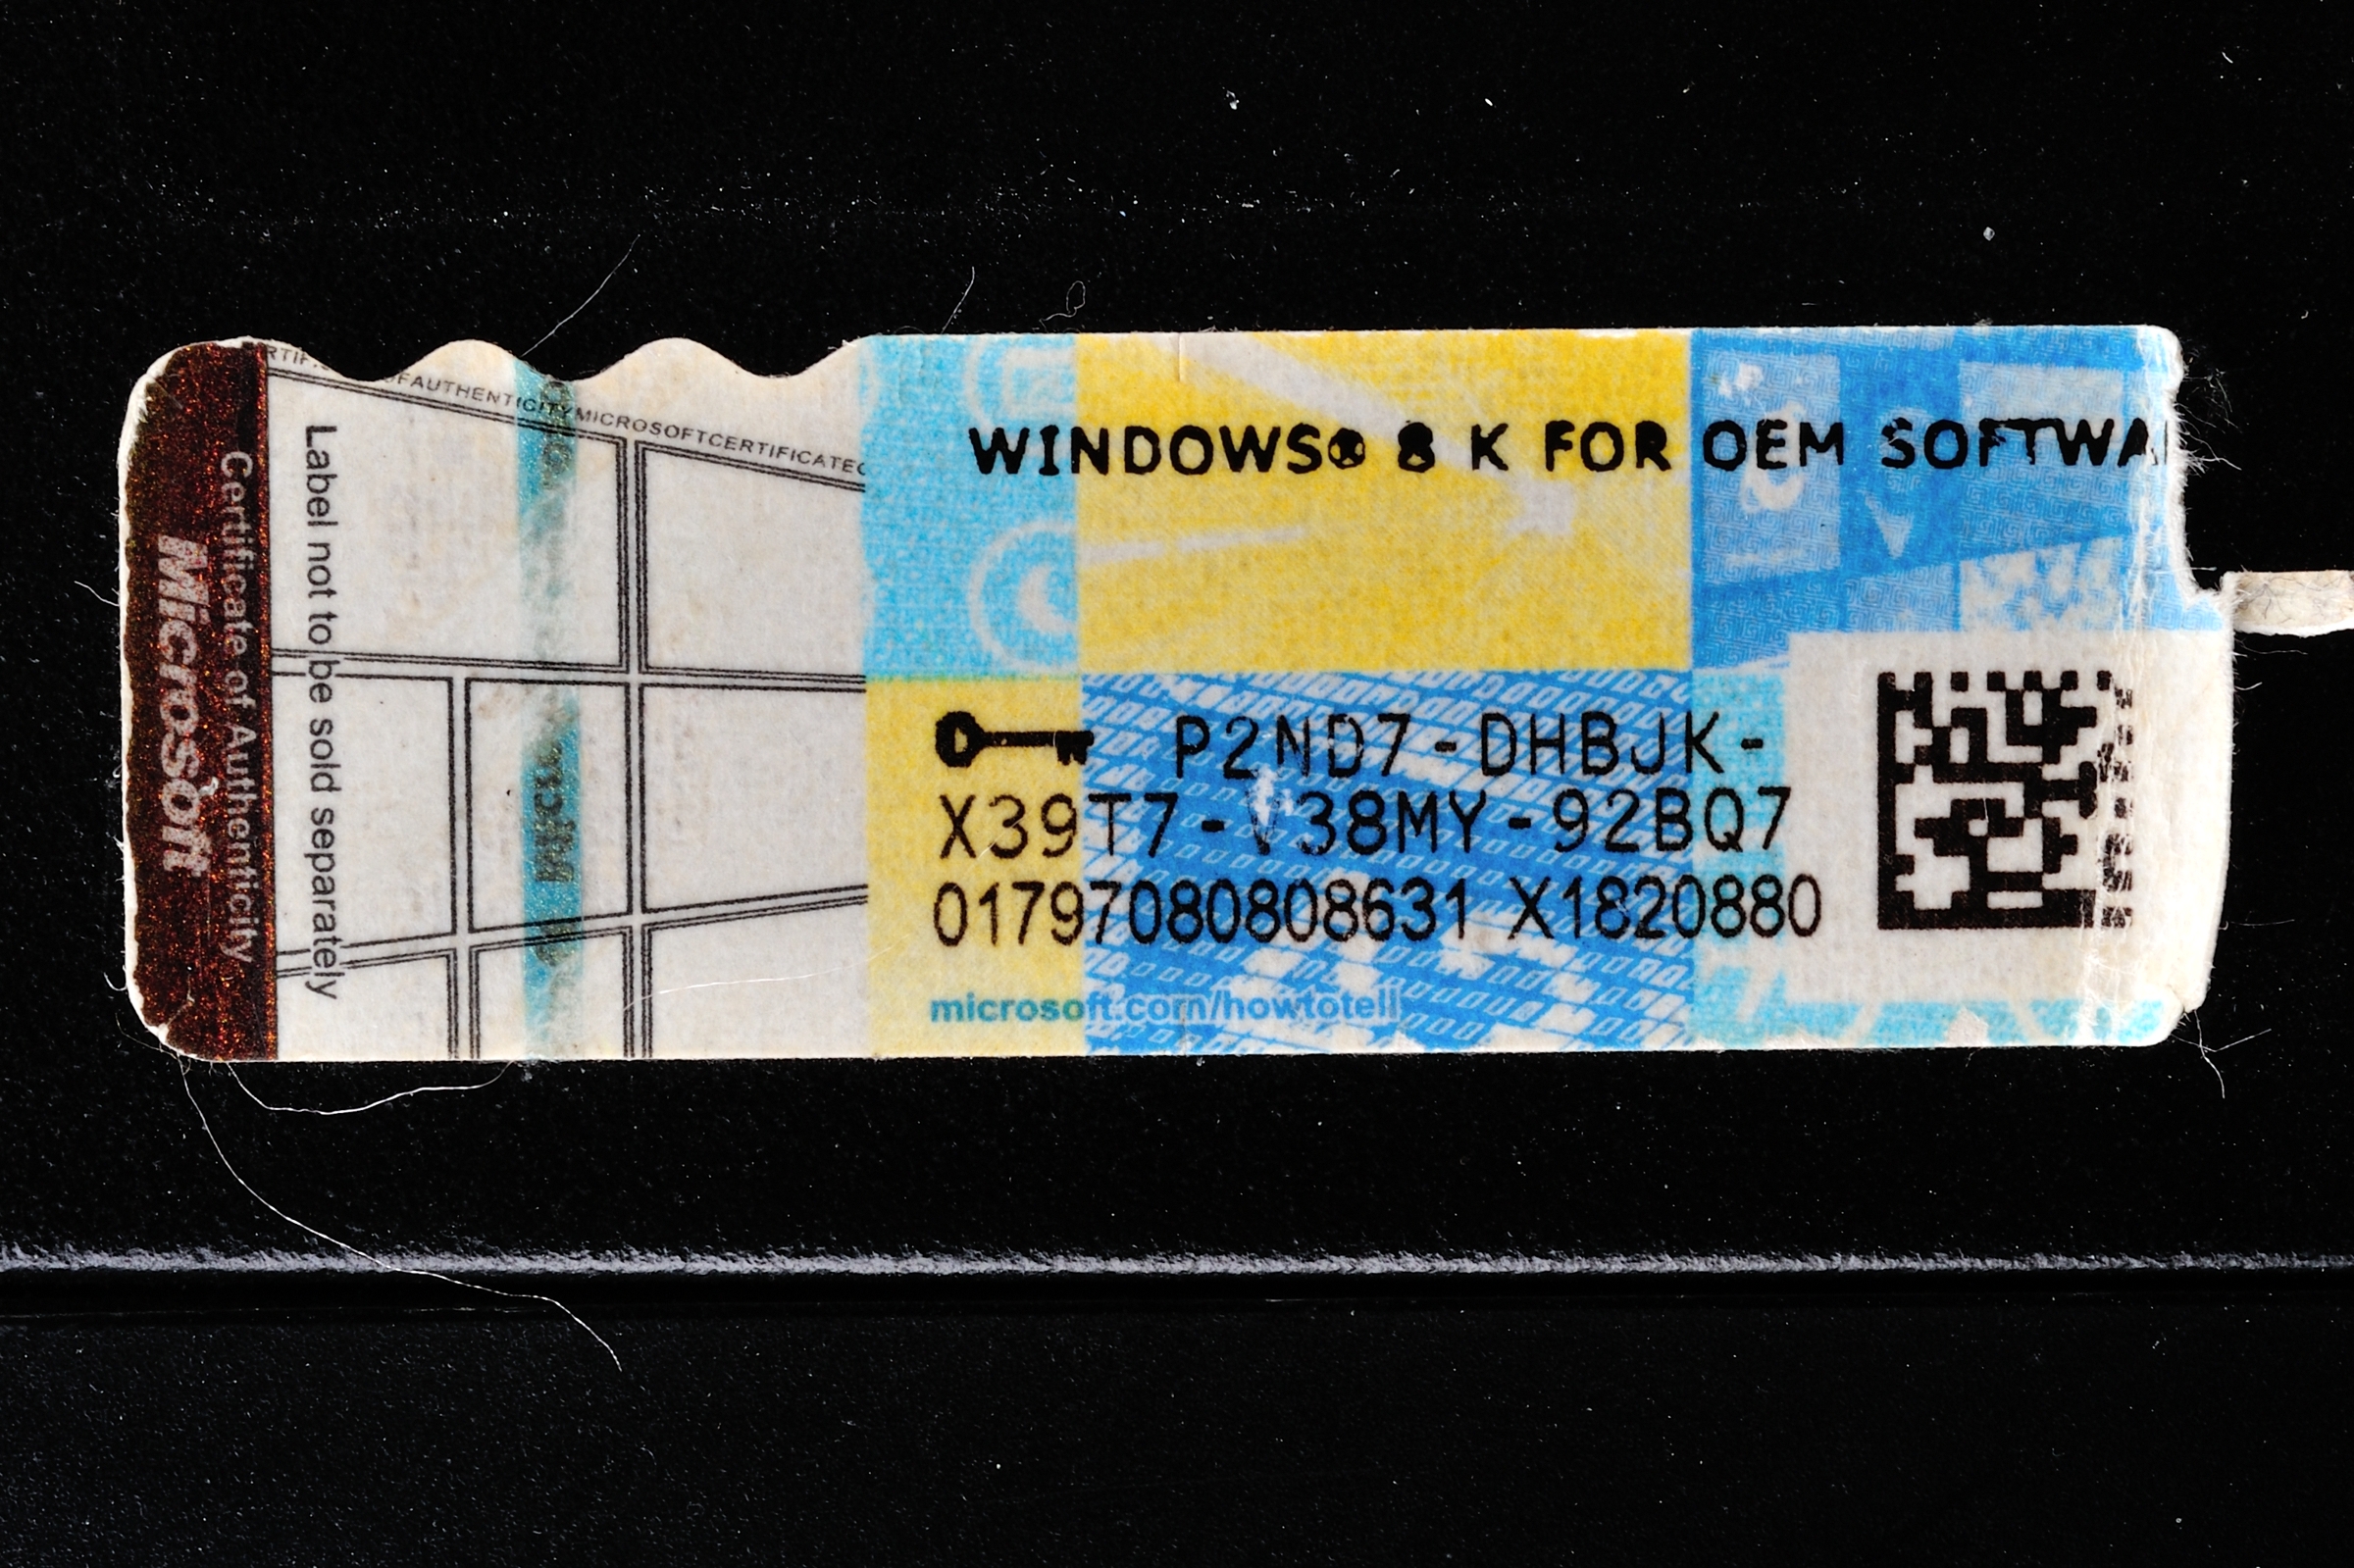 WINDOWS® 8 K FOR OEM SOFTWA
P2ND7-DHBJK-
X39T7-V38MY-92BQ7
01797080808631 X1820880
microsoft.com/howtotell
Label not to be sold separately
Certificate of Authenticity
Microsoft
OFAUTHENTICITYMICROSOFTCERTIFICATEO